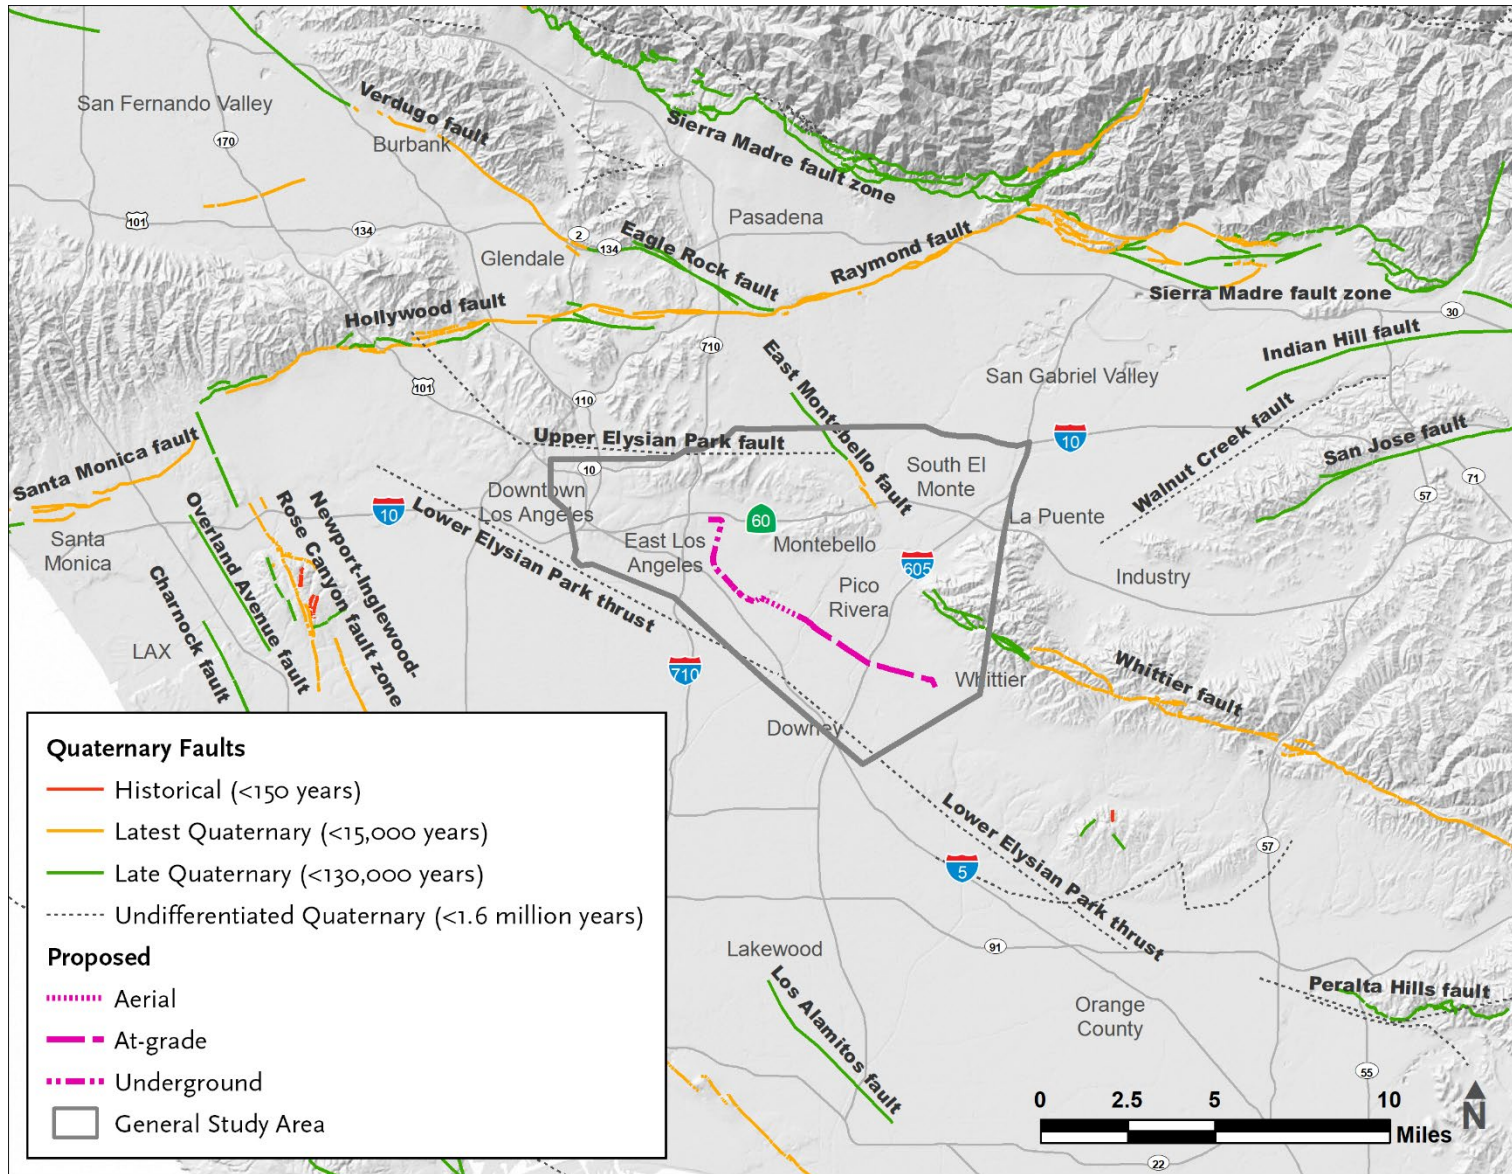 San Fernando Valley
170
Verdugo fault
Burbank
Sierra Madre fault zone
101
134
Pasadena
2
134
Glendale
Eagle Rock fault
Raymond fault
Hollywood fault
Sierra Madre fault zone
30
710
Indian Hill fault
East Montebello fault
San Gabriel Valley
101
110
Walnut Creek fault
Santa Monica fault
Upper Elysian Park fault
10
San Jose fault
10
South El
Monte
71
57
Downtown
Los Angeles
10
Lower Elysian Park thrust
La Puente
Santa
Monica
Overland Avenue fault
Newport-Inglewood-
Rose Canyon fault zone
60
East Los
Angeles
Montebello
605
Industry
Charnock fault
Pico
Rivera
LAX
710
Whittier
Whittier fault
Downey
Quaternary Faults
Historical (<150 years)
Latest Quaternary (<15,000 years)
Late Quaternary (<130,000 years)
Undifferentiated Quaternary (<1.6 million years)
Proposed
Aerial
At-grade
Underground
General Study Area
Lower Elysian Park thrust
57
5
Lakewood
91
Los Alamitos fault
Orange
County
Peralta Hills fault
55
0 2.5 5 10
Miles
N
22